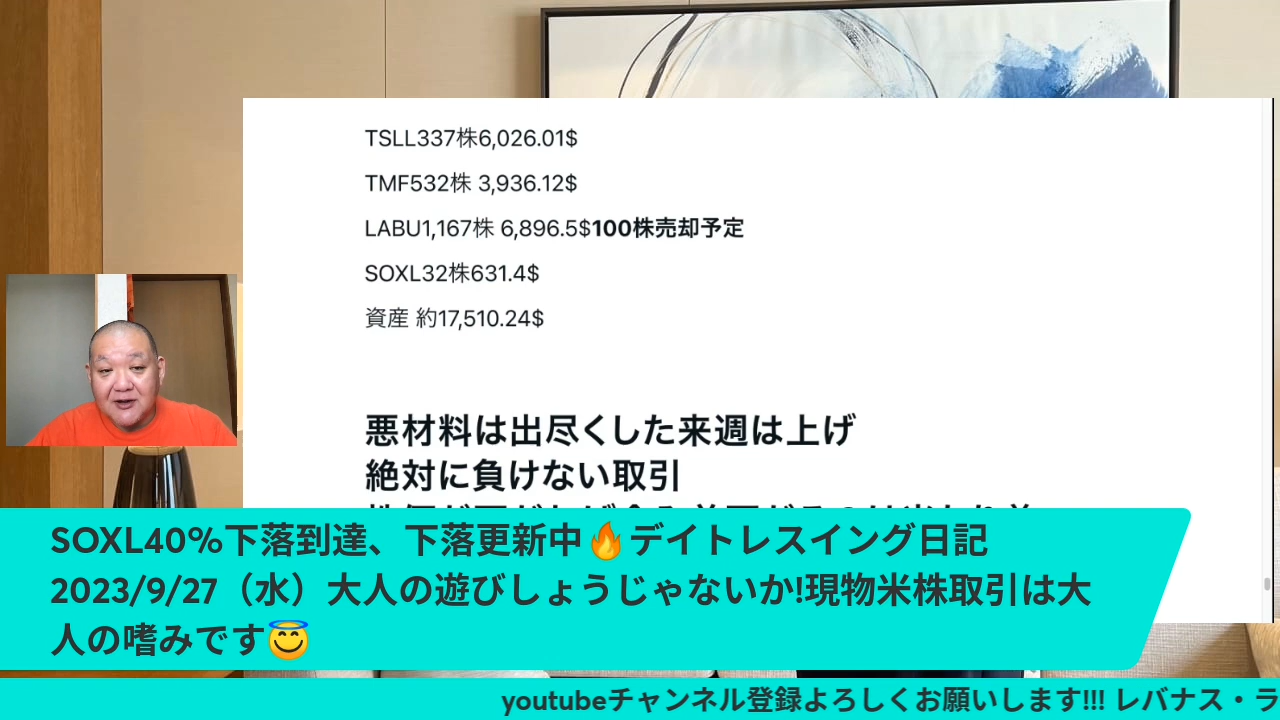 TSLL337株6,026.01$
TMF532株 3,936.12$
LABU1,167株 6,896.5$100株売却予定
SOXL32株631.4$
資産 約17,510.24$
悪材料は出尽くした来週は上げ
絶対に負けない取引
SOXL40%下落到達、下落更新中🔥デイトレスイング日記
2023/9/27（水）大人の遊びしょうじゃないか!現物米株取引は大
人の嗜みです😇
youtubeチャンネル登録よろしくお願いします!!! レバナス・ラ